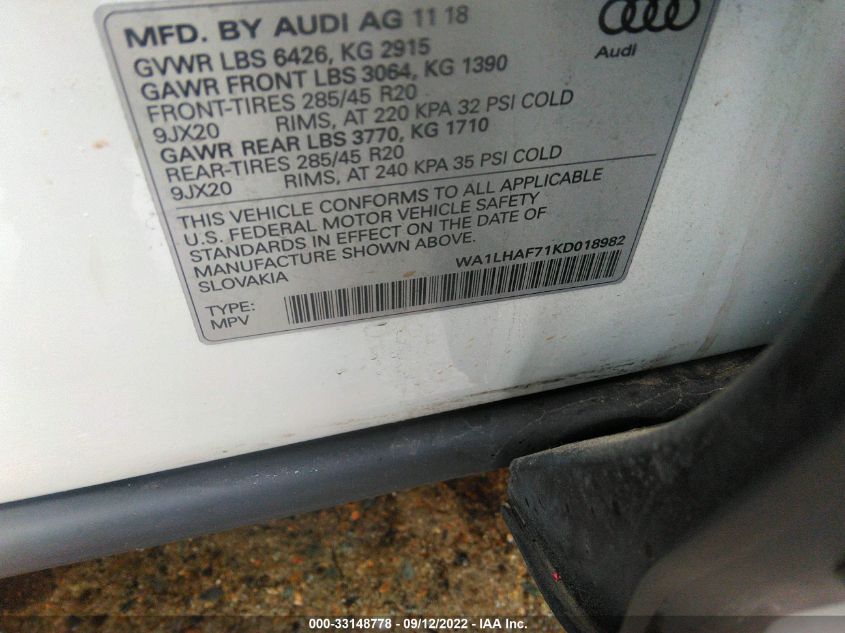 MFD. BY AUDI AG 11 18
GVWR LBS 6426, KG 2915
GAWR FRONT LBS 3064, KG 1390
FRONT-TIRES 285/45 R20
9JX20 RIMS, AT 220 KPA 32 PSI COLD
GAWR REAR LBS 3770, KG 1710
REAR-TIRES 285/45 R20
9JX20 RIMS, AT 240 KPA 35 PSI COLD
Audi
THIS VEHICLE CONFORMS TO ALL APPLICABLE
U.S. FEDERAL MOTOR VEHICLE SAFETY
STANDARDS IN EFFECT ON THE DATE OF
MANUFACTURE SHOWN ABOVE.
SLOVAKIA
WA1LHAF71KD018982
TYPE:
MPV
000-33148778 - 09/12/2022 - IAA Inc.